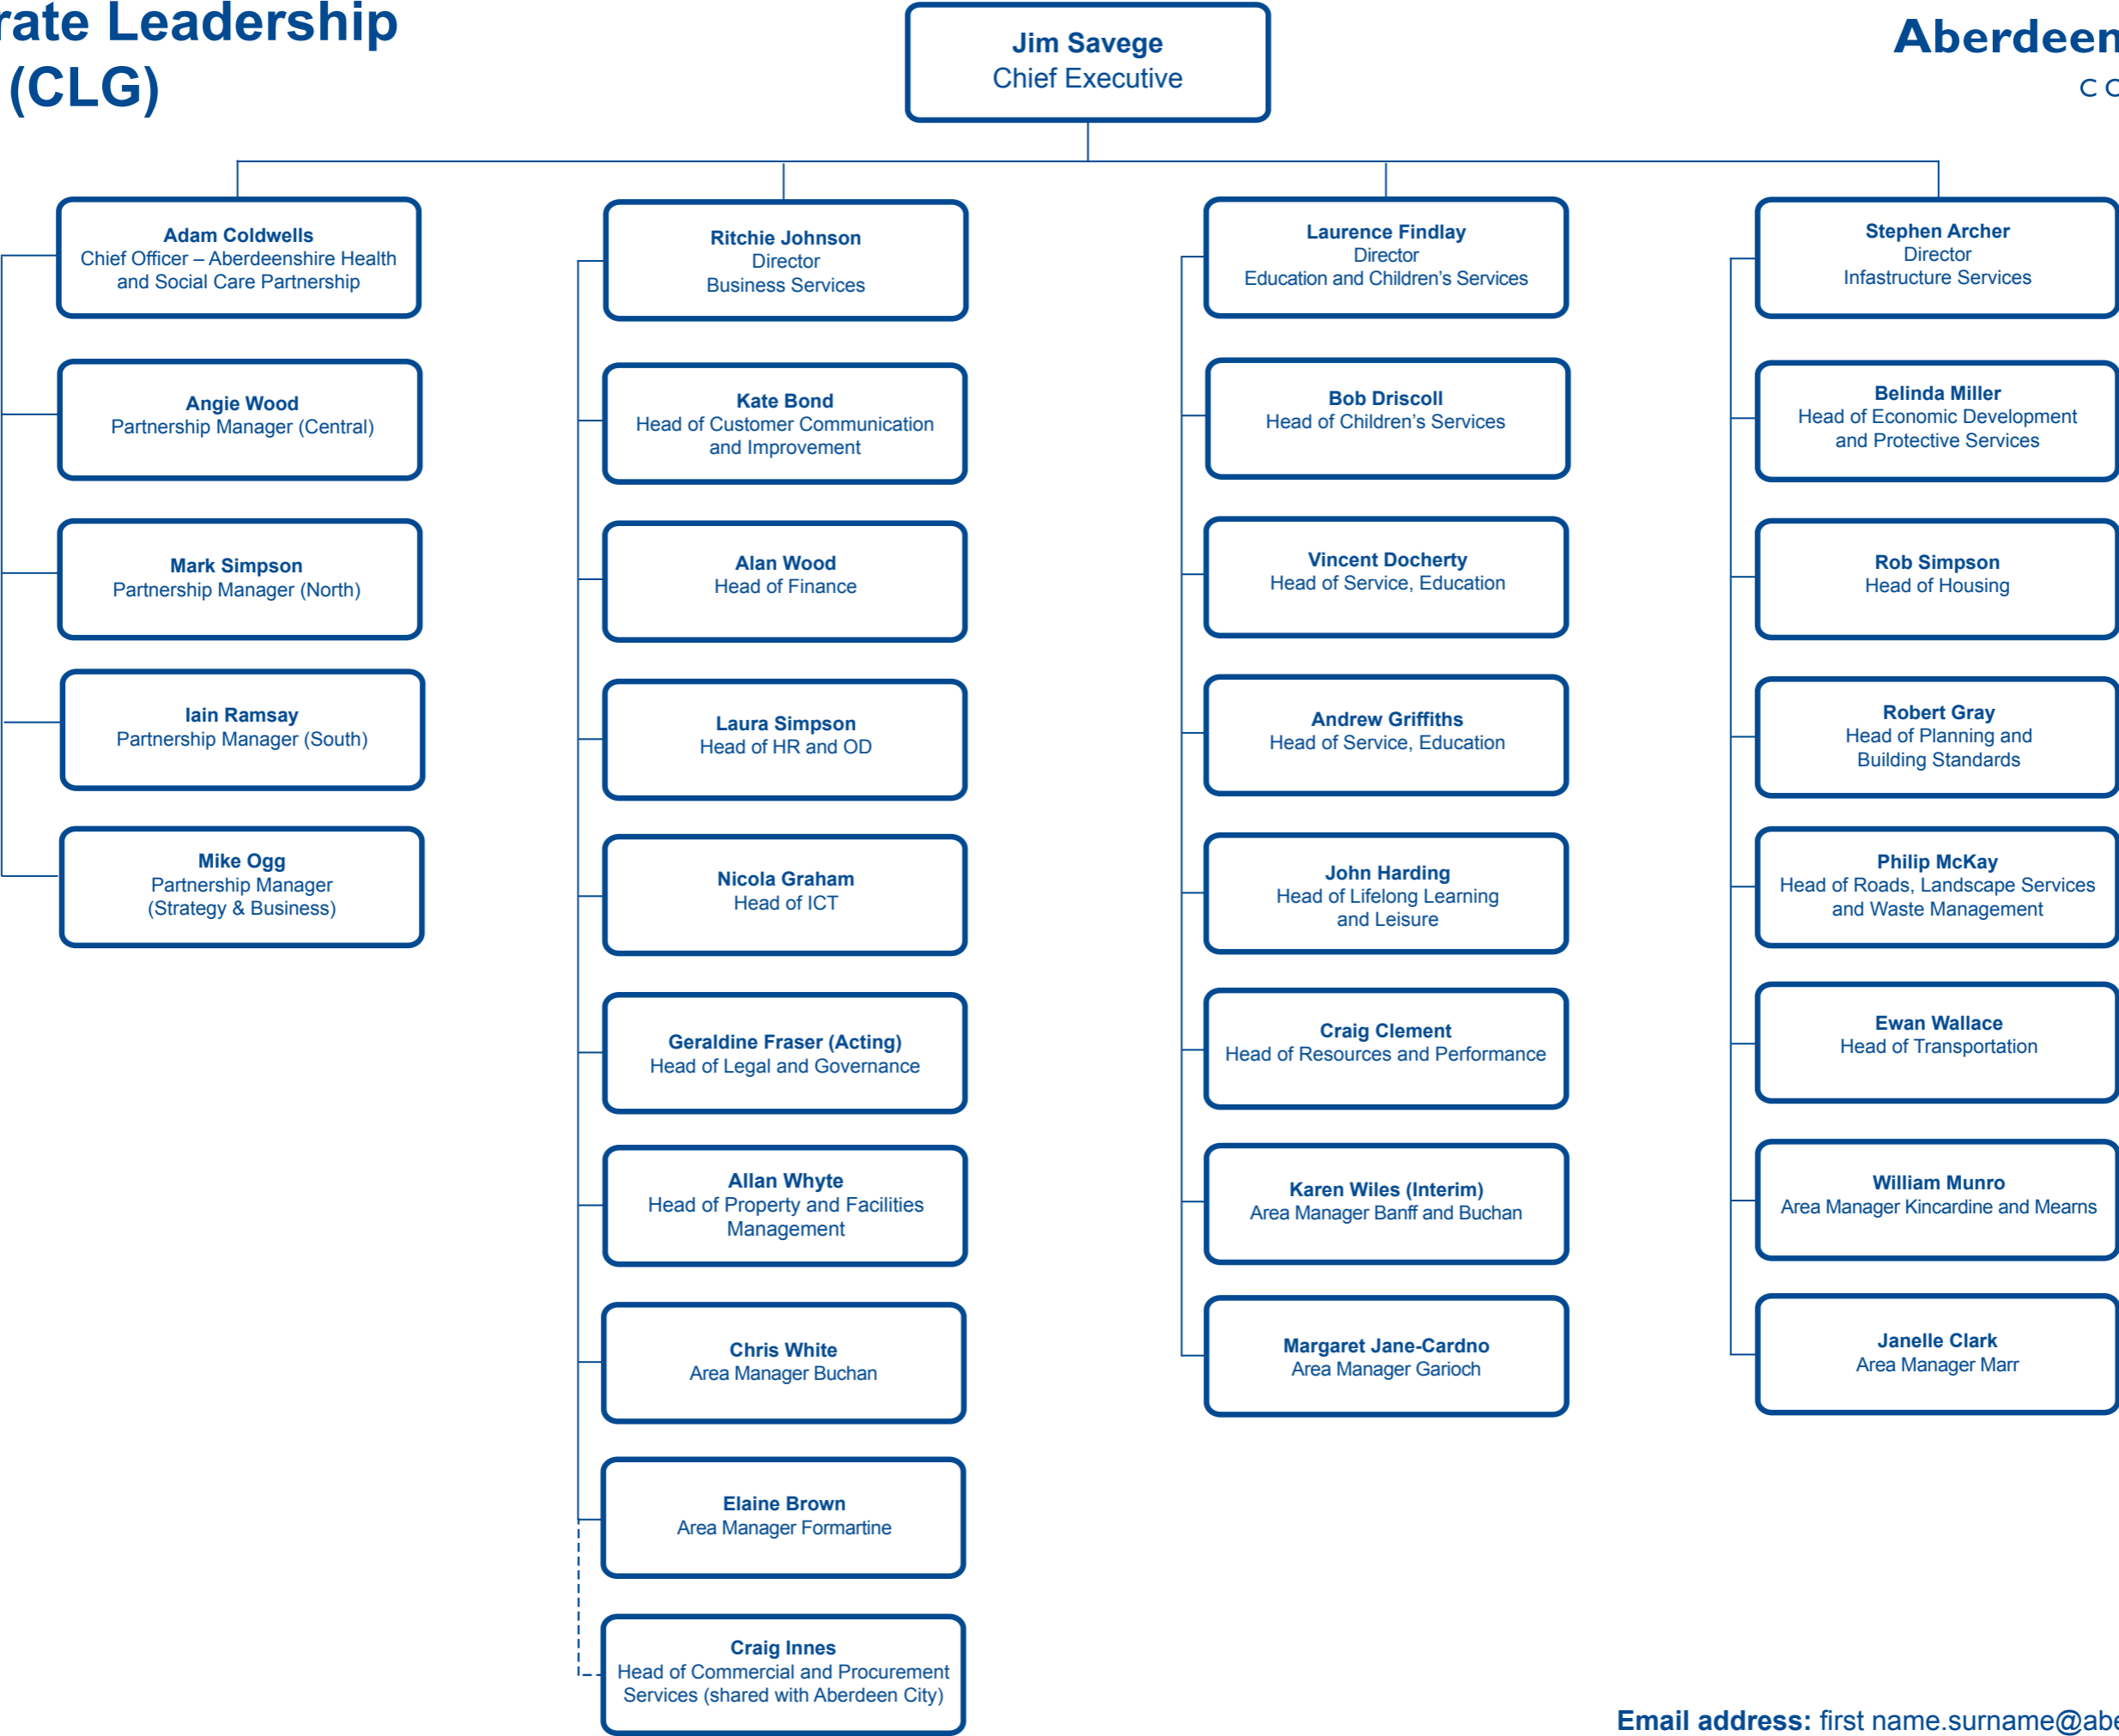 rate Leadership
(CLG)
Jim Savege
Chief Executive
Aberdeen
CO
Adam Coldwells
Chief Officer – Aberdeenshire Health
and Social Care Partnership
Angie Wood
Partnership Manager (Central)
Mark Simpson
Partnership Manager (North)
Iain Ramsay
Partnership Manager (South)
Mike Ogg
Partnership Manager
(Strategy & Business)
Ritchie Johnson
Director
Business Services
Kate Bond
Head of Customer Communication
and Improvement
Alan Wood
Head of Finance
Laura Simpson
Head of HR and OD
Nicola Graham
Head of ICT
Geraldine Fraser (Acting)
Head of Legal and Governance
Allan Whyte
Head of Property and Facilities
Management
Chris White
Area Manager Buchan
Elaine Brown
Area Manager Formartine
Craig Innes
Head of Commercial and Procurement
Services (shared with Aberdeen City)
Laurence Findlay
Director
Education and Children’s Services
Bob Driscoll
Head of Children’s Services
Vincent Docherty
Head of Service, Education
Andrew Griffiths
Head of Service, Education
John Harding
Head of Lifelong Learning
and Leisure
Craig Clement
Head of Resources and Performance
Karen Wiles (Interim)
Area Manager Banff and Buchan
Margaret Jane-Cardno
Area Manager Garioch
Stephen Archer
Director
Infastructure Services
Belinda Miller
Head of Economic Development
and Protective Services
Rob Simpson
Head of Housing
Robert Gray
Head of Planning and
Building Standards
Philip McKay
Head of Roads, Landscape Services
and Waste Management
Ewan Wallace
Head of Transportation
William Munro
Area Manager Kincardine and Mearns
Janelle Clark
Area Manager Marr
Email address: first name.surname@abe